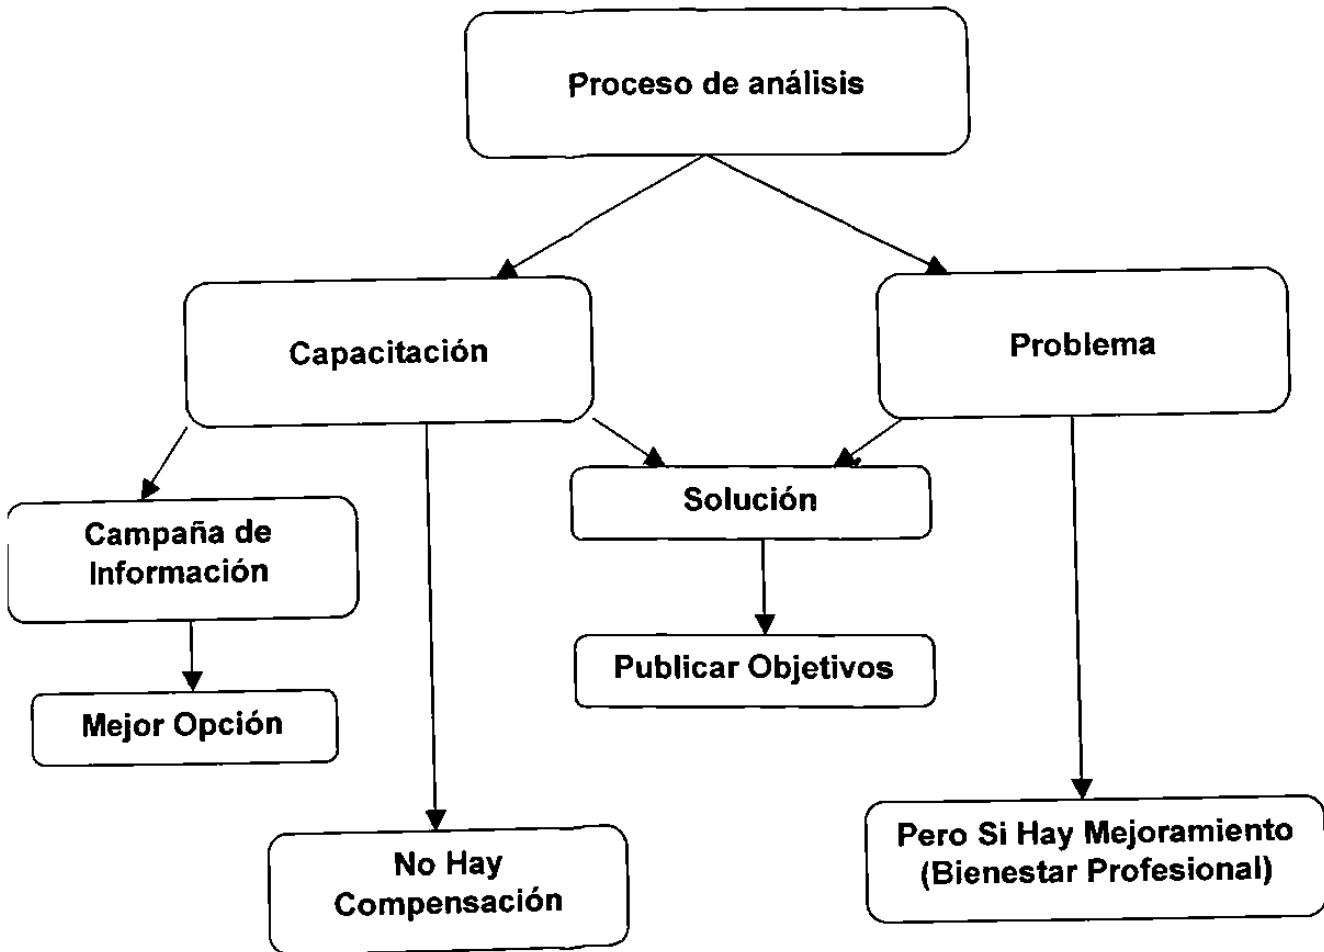 Proceso de análisis
Capacitación
Problema
Campaña de
Información
Solución
Mejor Opción
Publicar Objetivos
No Hay
Compensación
Pero Si Hay Mejoramiento
(Bienestar Profesional)